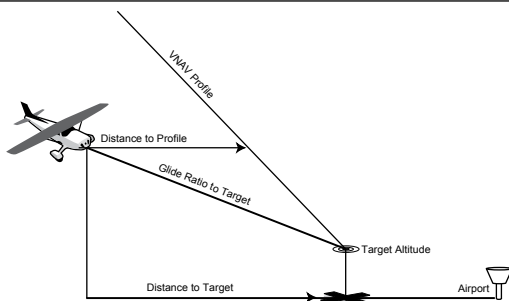 VNAV Profile
Distance to Profile
Glide Ratio to Target
Target Altitude
Distance to Target
Airport